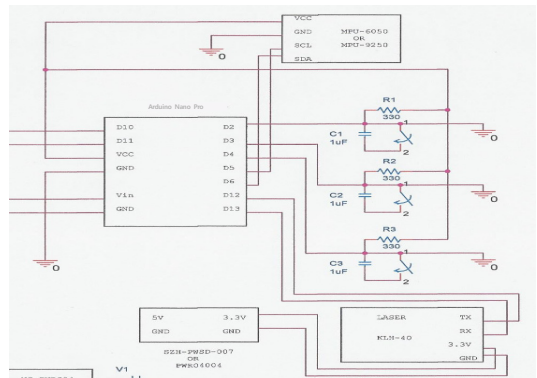 VCC
GND
SCL
SDA
MPU-6050
OR
MPU-9250
0
Arduino Nano Pro
D10
D11
VCC
GND
Vin
GND
D2
D3
D4
D5
D6
D12
D13
0
R1
330
C1
1uF
1
2
0
R2
330
C2
1uF
1
2
0
R3
330
C3
1uF
1
2
0
5V 3.3V
GND GND
SZH-PWSD-007
OR
PWR04004
LASER TX
RX
KLH-40
3.3V
GND
V1